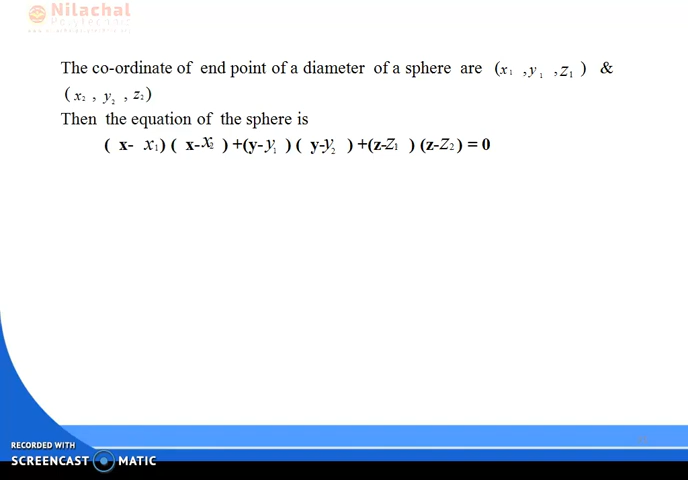 Nilachal
Polytechnic
The co-ordinate of end point of a diameter of a sphere are (x₁ ,y₁ ,z₁ ) &
( x₂ , y₂ , z₂)
Then the equation of the sphere is
( x- x₁) ( x-x₂ ) +(y-y₁ ) ( y-y₂ ) +(z-z₁ ) (z-z₂) = 0
RECORDED WITH
SCREENCAST MATIC